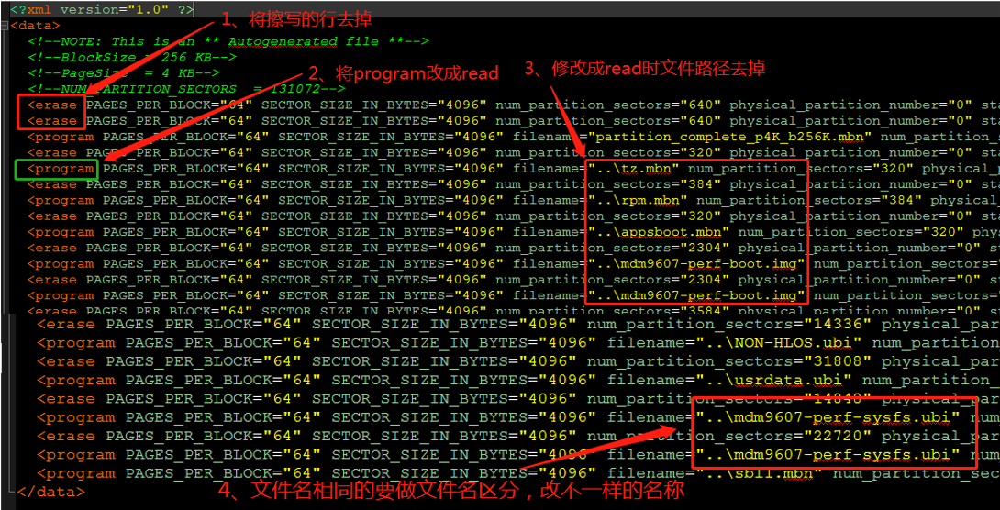 <?xml version="1.0" ?>
1、将擦写的行去掉
<data>
<!--NOTE: This is an ** Autogenerated file **-->
<!--BlockSize = 256 KB-->
2、将program改成read
3、修改成read时文件路径去掉
<!--PageSize = 4 KB-->
<!--NUM_PARTITION_SECTORS = 131072-->
<erase PAGES_PER_BLOCK="64" SECTOR_SIZE_IN_BYTES="4096" num_partition_sectors="640" physical_partition_number="0" sta
<erase PAGES_PER_BLOCK="64" SECTOR_SIZE_IN_BYTES="4096" num_partition_sectors="640" physical_partition_number="0" sta
<program PAGES_PER_BLOCK="64" SECTOR_SIZE_IN_BYTES="4096" filename="partition_complete_p4K_b256K.mbn" num_partition_s
<erase PAGES_PER_BLOCK="64" SECTOR_SIZE_IN_BYTES="4096" num_partition_sectors="320" physical_partition_number="0" sta
<program PAGES_PER_BLOCK="64" SECTOR_SIZE_IN_BYTES="4096" filename="..\tz.mbn" num_partition_sectors="320" physical_p
<erase PAGES_PER_BLOCK="64" SECTOR_SIZE_IN_BYTES="4096" num_partition_sectors="384" physical_partition_number="0" sta
<program PAGES_PER_BLOCK="64" SECTOR_SIZE_IN_BYTES="4096" filename="..\rpm.mbn" num_partition_sectors="384" physical_
<erase PAGES_PER_BLOCK="64" SECTOR_SIZE_IN_BYTES="4096" num_partition_sectors="320" physical_partition_number="0" sta
<program PAGES_PER_BLOCK="64" SECTOR_SIZE_IN_BYTES="4096" filename="..\appsboot.mbn" num_partition_sectors="320" phys
<erase PAGES_PER_BLOCK="64" SECTOR_SIZE_IN_BYTES="4096" num_partition_sectors="2304" physical_partition_number="0" st
<program PAGES_PER_BLOCK="64" SECTOR_SIZE_IN_BYTES="4096" filename="..\mdm9607-perf-boot.img" num_partition_sectors="
<erase PAGES_PER_BLOCK="64" SECTOR_SIZE_IN_BYTES="4096" num_partition_sectors="2304" physical_partition_number="0" st
<program PAGES_PER_BLOCK="64" SECTOR_SIZE_IN_BYTES="4096" filename="..\mdm9607-perf-boot.img" num_partition_sectors="
<erase PAGES_PER_BLOCK="64" SECTOR_SIZE_IN_BYTES="4096" num_partition_sectors="3584" physical_partition_number="0" st
<erase PAGES_PER_BLOCK="64" SECTOR_SIZE_IN_BYTES="4096" num_partition_sectors="14336" physical_pa
<program PAGES_PER_BLOCK="64" SECTOR_SIZE_IN_BYTES="4096" filename="..\NON-HLOS.ubi" num_partition
<erase PAGES_PER_BLOCK="64" SECTOR_SIZE_IN_BYTES="4096" num_partition_sectors="31808" physical_pa
<program PAGES_PER_BLOCK="64" SECTOR_SIZE_IN_BYTES="4096" filename="..\usrdata.ubi" num_partition_
<erase PAGES_PER_BLOCK="64" SECTOR_SIZE_IN_BYTES="4096" num_partition_sectors="14848" physical_pa
<program PAGES_PER_BLOCK="64" SECTOR_SIZE_IN_BYTES="4096" filename="..\mdm9607-perf-sysfs.ubi" num
<erase PAGES_PER_BLOCK="64" SECTOR_SIZE_IN_BYTES="4096" num_partition_sectors="22720" physical_pa
<program PAGES_PER_BLOCK="64" SECTOR_SIZE_IN_BYTES="4096" filename="..\mdm9607-perf-sysfs.ubi" num
<program PAGES_PER_BLOCK="64" SECTOR_SIZE_IN_BYTES="4096" filename="..\sbl1.mbn" num_partition_sec
4、文件名相同的要做文件名区分，改不一样的名称
</data>